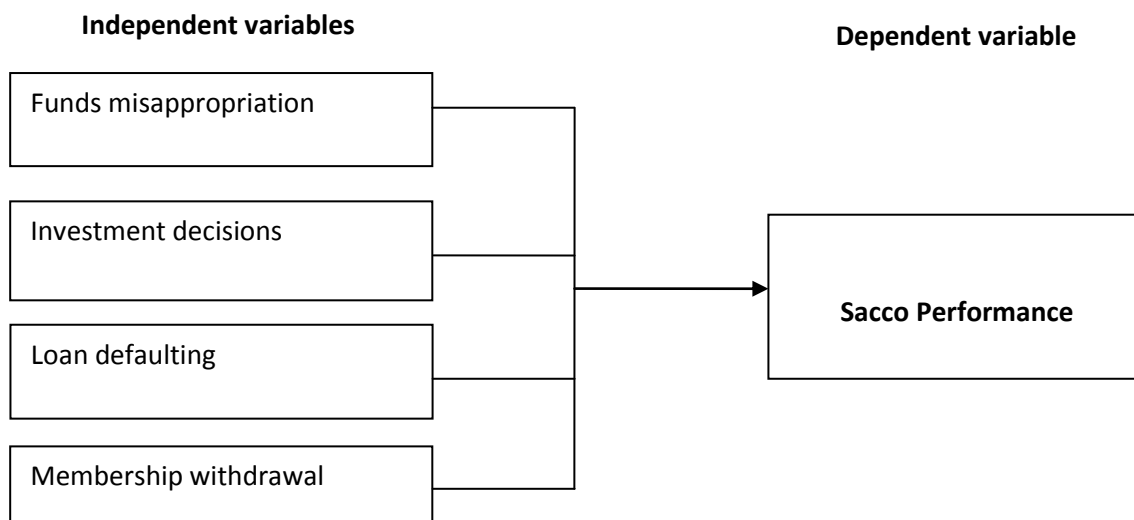 Independent variables
Dependent variable
Funds misappropriation
Investment decisions
Loan defaulting
Membership withdrawal
Sacco Performance